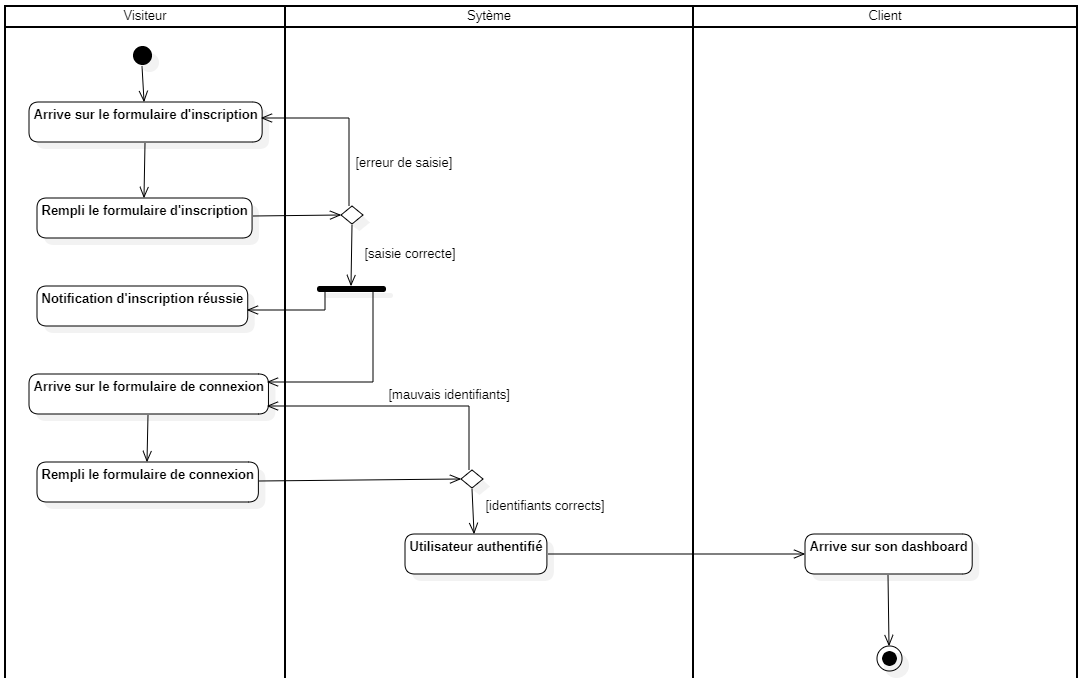 Visiteur
Sytème
Client
Arrive sur le formulaire d'inscription
[erreur de saisie]
Rempli le formulaire d'inscription
[saisie correcte]
Notification d'inscription réussie
Arrive sur le formulaire de connexion
[mauvais identifiants]
Rempli le formulaire de connexion
[identifiants corrects]
Utilisateur authentifié
Arrive sur son dashboard